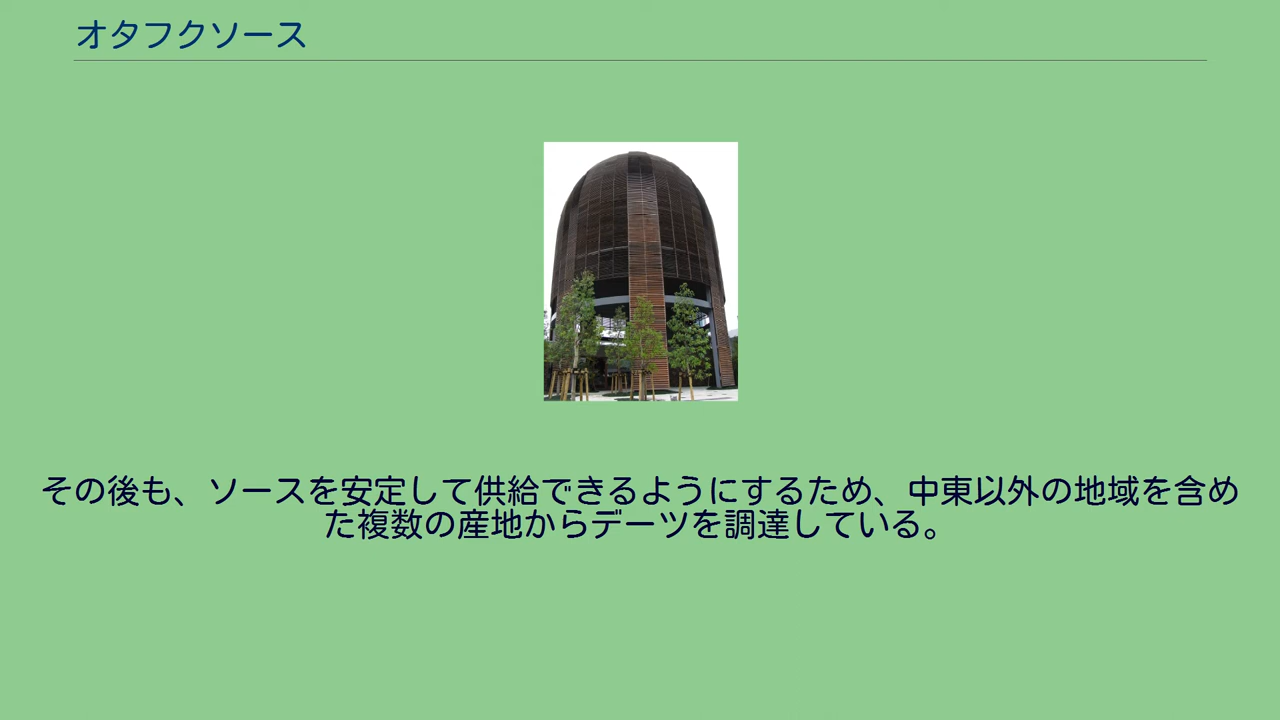 オタフクソース
その後も、ソースを安定して供給できるようにするため、中東以外の地域を含め
た複数の産地からデーツを調達している。